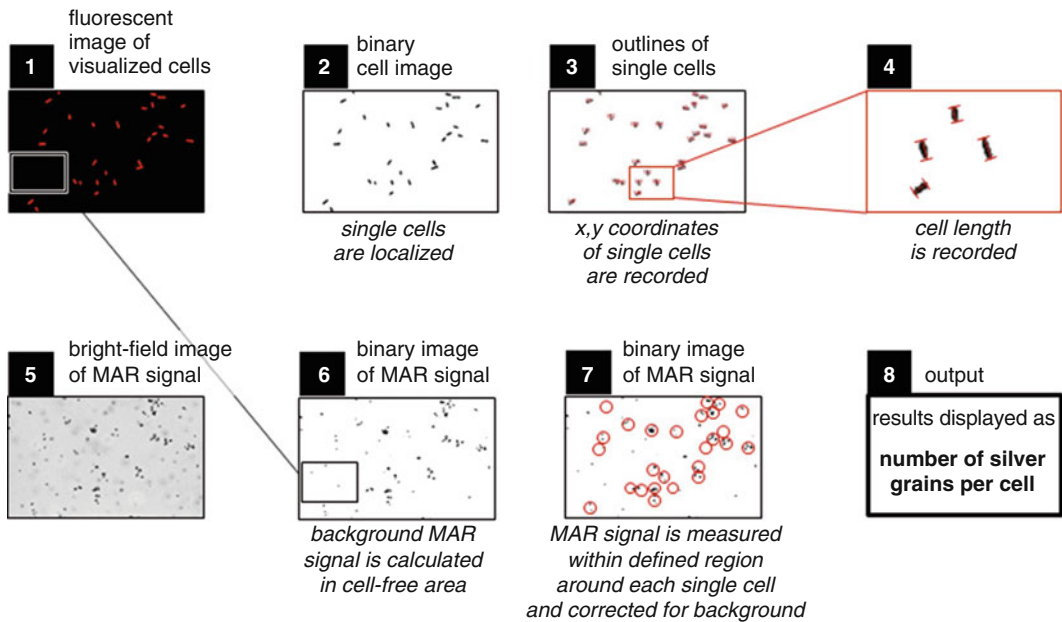 1
fluorescent
image of
visualized cells
2
binary
cell image
single cells
are localized
3
outlines of
single cells
x,y coordinates
of single cells
are recorded
4
cell length
is recorded
5
bright-field image
of MAR signal
6
binary image
of MAR signal
background MAR
signal is calculated
in cell-free area
7
binary image
of MAR signal
MAR signal is measured
within defined region
around each single cell
and corrected for background
8
output
results displayed as
number of silver
grains per cell